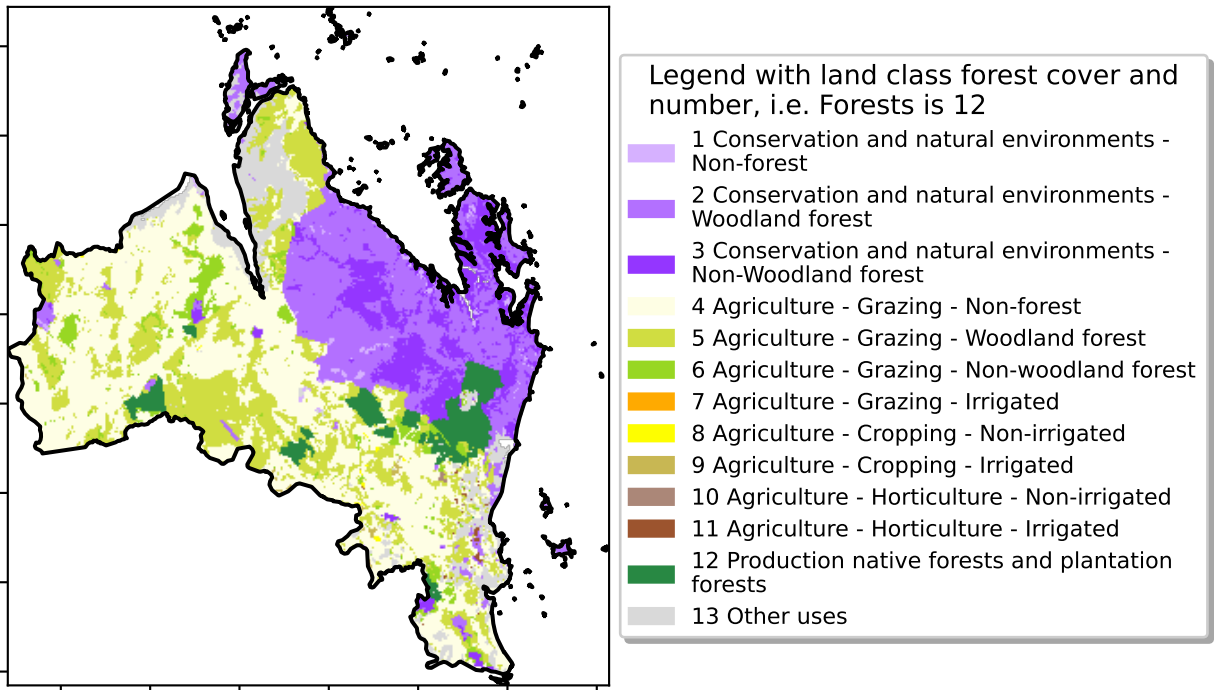 Legend with land class forest cover and
number, i.e. Forests is 12
1 Conservation and natural environments -
Non-forest
2 Conservation and natural environments -
Woodland forest
3 Conservation and natural environments -
Non-Woodland forest
4 Agriculture - Grazing - Non-forest
5 Agriculture - Grazing - Woodland forest
6 Agriculture - Grazing - Non-woodland forest
7 Agriculture - Grazing - Irrigated
8 Agriculture - Cropping - Non-irrigated
9 Agriculture - Cropping - Irrigated
10 Agriculture - Horticulture - Non-irrigated
11 Agriculture - Horticulture - Irrigated
12 Production native forests and plantation
forests
13 Other uses